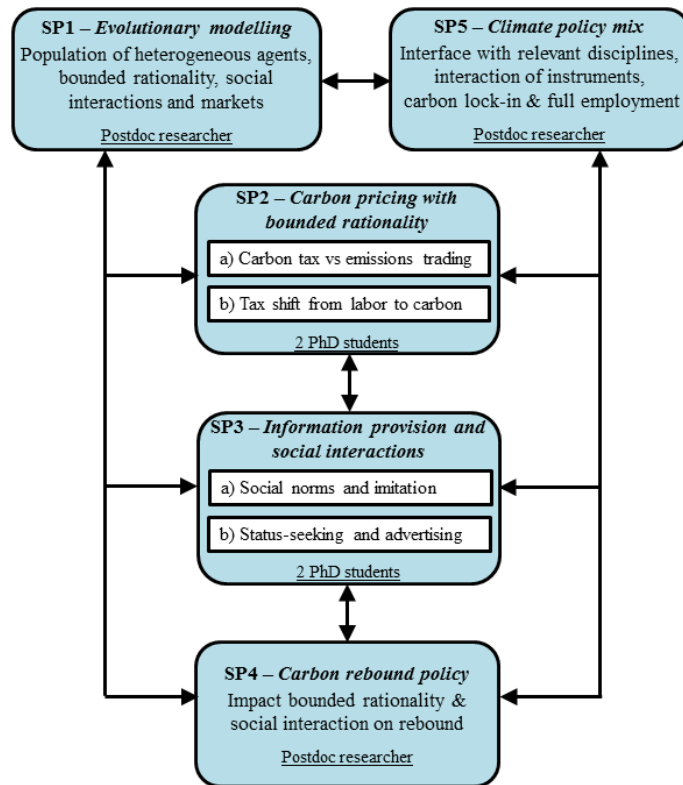 SP1 – Evolutionary modelling
Population of heterogeneous agents,
bounded rationality, social
interactions and markets
Postdoc researcher
SP5 – Climate policy mix
Interface with relevant disciplines,
interaction of instruments,
carbon lock-in & full employment
Postdoc researcher
SP2 – Carbon pricing with
bounded rationality
a) Carbon tax vs emissions trading
b) Tax shift from labor to carbon
2 PhD students
SP3 – Information provision and
social interactions
a) Social norms and imitation
b) Status-seeking and advertising
2 PhD students
SP4 – Carbon rebound policy
Impact bounded rationality &
social interaction on rebound
Postdoc researcher